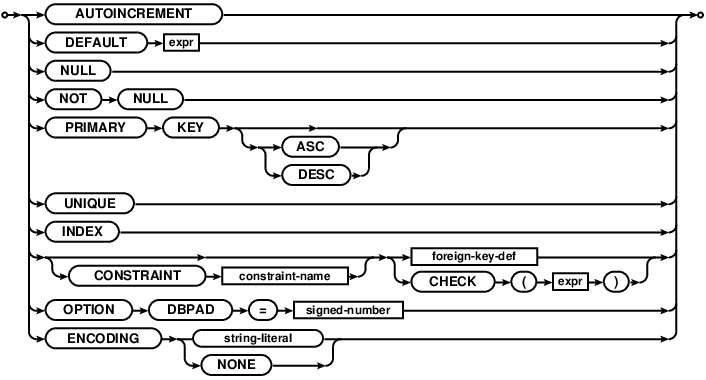 AUTOINCREMENT
DEFAULT expr
NULL
NOT NULL
PRIMARY KEY
ASC
DESC
UNIQUE
INDEX
foreign-key-def
CONSTRAINT constraint-name CHECK ( expr )
OPTION DBPAD = signed-number
ENCODING string-literal
NONE